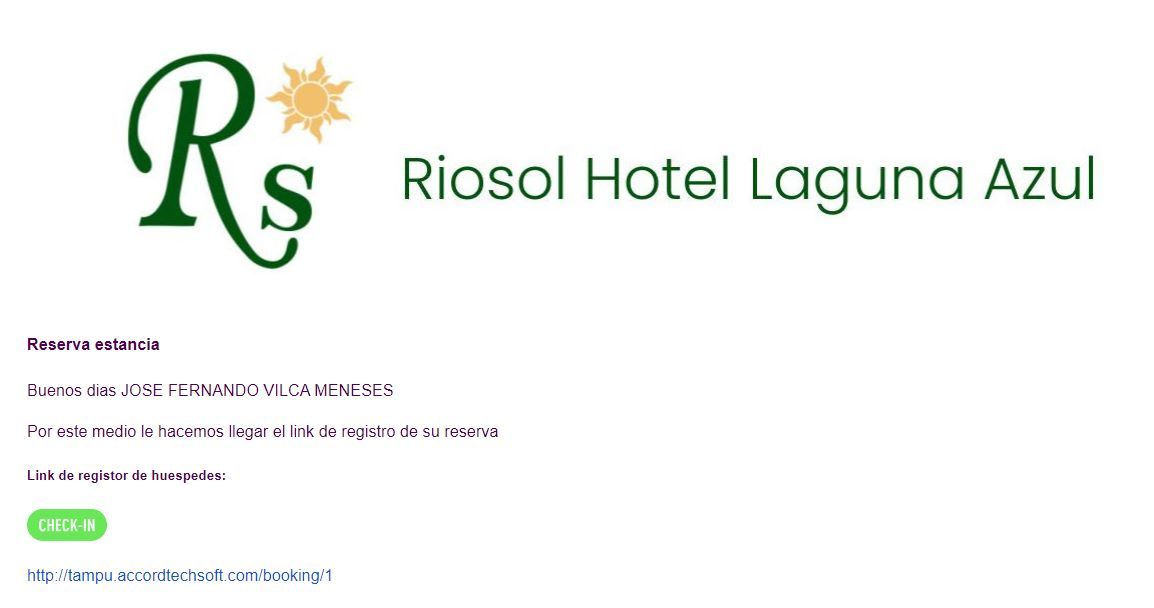 Rs
Riosol Hotel Laguna Azul
Reserva estancia
Buenos dias JOSE FERNANDO VILCA MENESES
Por este medio le hacemos llegar el link de registro de su reserva
Link de registor de huespedes:
CHECK-IN
http://tampu.accordtechsoft.com/booking/1